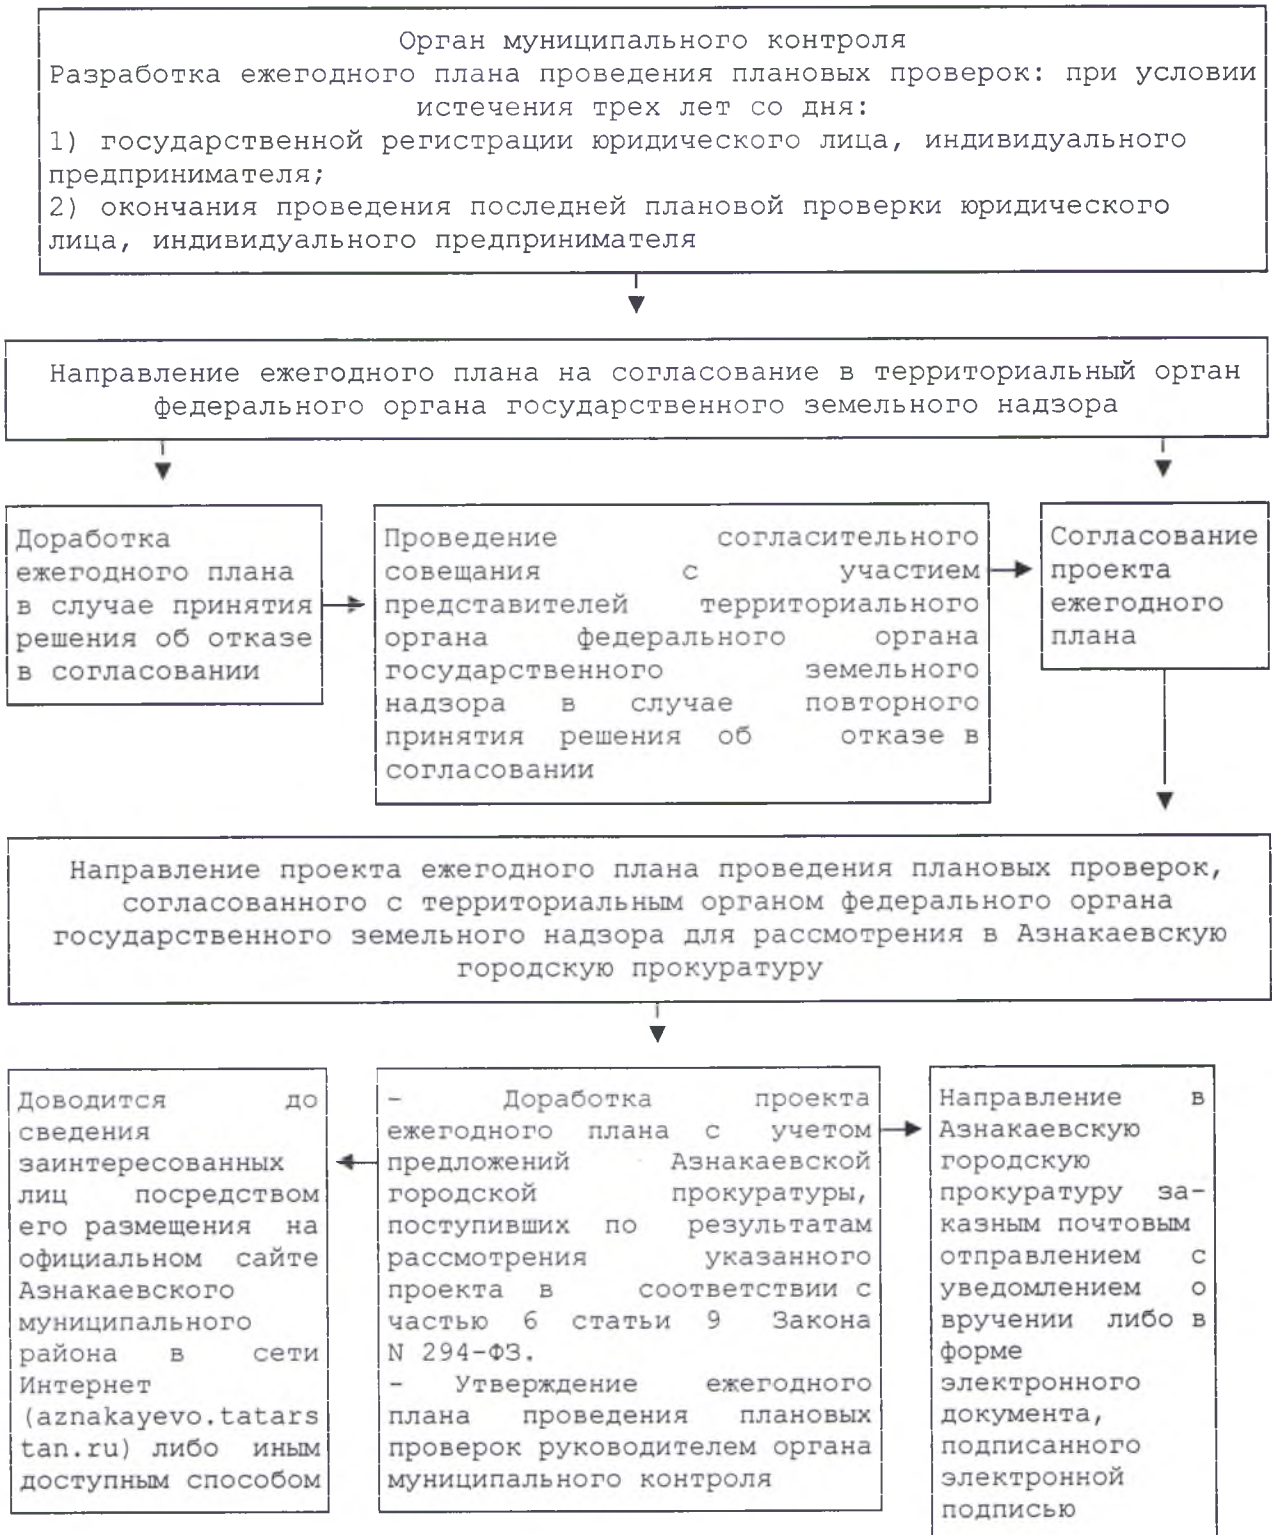 Орган муниципального контроля
Разработка ежегодного плана проведения плановых проверок: при условии
истечения трех лет со дня:
1) государственной регистрации юридического лица, индивидуального
предпринимателя;
2) окончания проведения последней плановой проверки юридического
лица, индивидуального предпринимателя
Направление ежегодного плана на согласование в территориальный орган
федерального органа государственного земельного надзора
Доработка
ежегодного плана
в случае принятия
решения об отказе
в согласовании
Проведение согласительного
совещания с участием
представителей территориального
органа федерального органа
государственного земельного
надзора в случае повторного
принятия решения об отказе в
согласовании
Согласование
проекта
ежегодного
плана
Направление проекта ежегодного плана проведения плановых проверок,
согласованного с территориальным органом федерального органа
государственного земельного надзора для рассмотрения в Азнакаевскую
городскую прокуратуру
Доводится до
сведения
заинтересованных
лиц посредством
его размещения на
официальном сайте
Азнакаевского
муниципального
района в сети
Интернет
(aznakayevo.tatars
tan.ru) либо иным
доступным способом
- Доработка проекта
ежегодного плана с учетом
предложений Азнакаевской
городской прокуратуры,
поступивших по результатам
рассмотрения указанного
проекта в соответствии с
частью 6 статьи 9 Закона
N 294-ФЗ.
- Утверждение ежегодного
плана проведения плановых
проверок руководителем органа
муниципального контроля
Направление в
Азнакаевскую
городскую
прокуратуру за-
казным почтовым
отправлением с
уведомлением о
вручении либо в
форме
электронного
документа,
подписанного
электронной
подписью